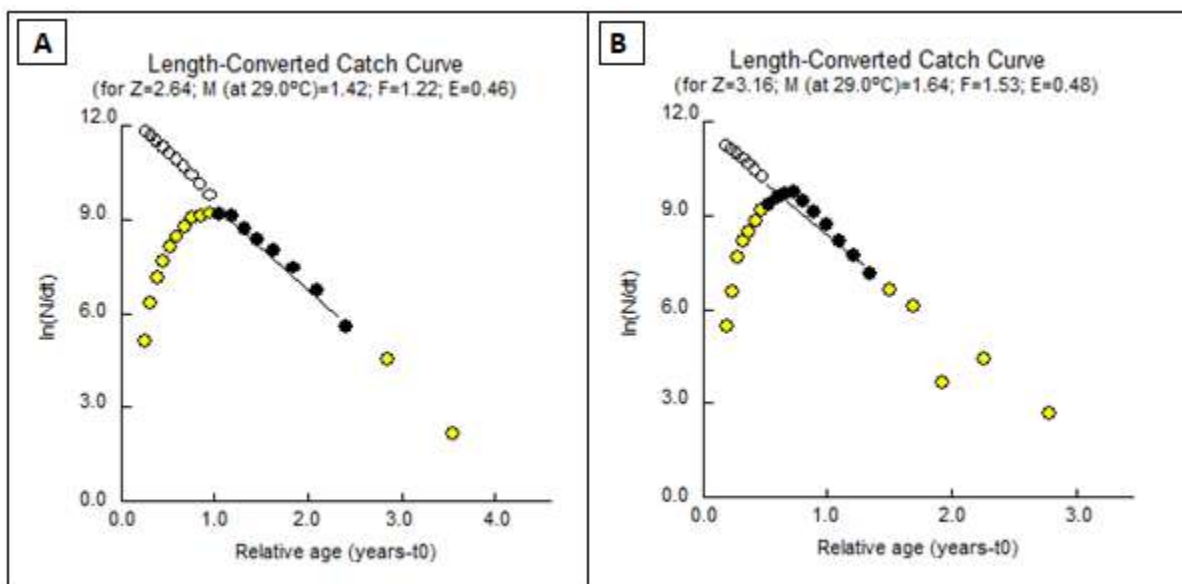 A
Length-Converted Catch Curve
(for Z=2.64; M (at 29.0ºC)=1.42; F=1.22; E=0.46)
12.0
9.0
6.0
3.0
0.0
ln(N/dt)
0.0 1.0 2.0 3.0 4.0
Relative age (years-t0)
B
Length-Converted Catch Curve
(for Z=3.16; M (at 29.0ºC)=1.64; F=1.53; E=0.48)
12.0
9.0
6.0
3.0
0.0
ln(N/dt)
0.0 1.0 2.0 3.0
Relative age (years-t0)